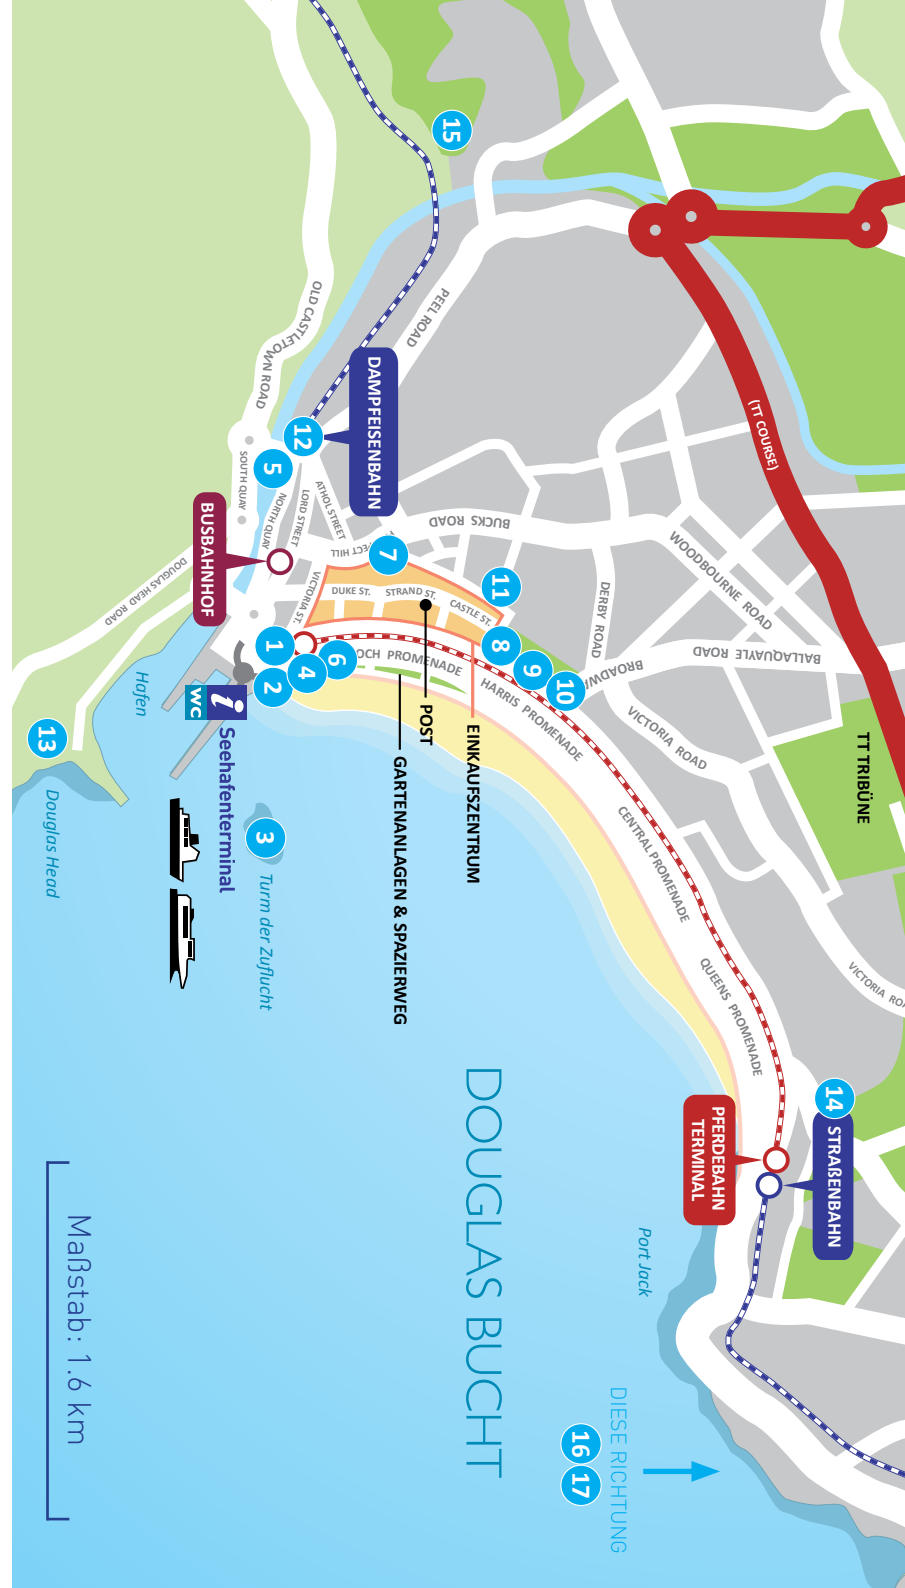 15
OLD CASTLETOWN ROAD
PEEL ROAD
(TT COURSE)
DAMPFEISENBAHN
12
5
SOUTH QUAY
NORTH QUAY
LORD STREET
ATHOL STREET
BUCKS ROAD
WOODBOURNE ROAD
BUSBAHNHOF
DOUGLAS HEAD ROAD
7
11
VICTORIA ST.
DUKE ST.
STRAND ST.
CASTLE ST.
DERBY ROAD
BALLAQUAYLE ROAD
1
2
4
6
8
9
10
PROMENADE
HARRIS PROMENADE
VICTORIA ROAD
TT TRIBÜNE
Hafen
WC
i
Seehafenterminal
POST
EINKAUFSZENTRUM
GARTENANLAGEN & SPAZIERWEG
13
Douglas Head
3
Turm der Zuflucht
CENTRAL PROMENADE
QUEENS PROMENADE
14
STRAßENBAHN
PFERDEBAHN
TERMINAL
DOUGLAS BUCHT
Port Jack
Maßstab: 1.6 km
DIESE RICHTUNG
16
17